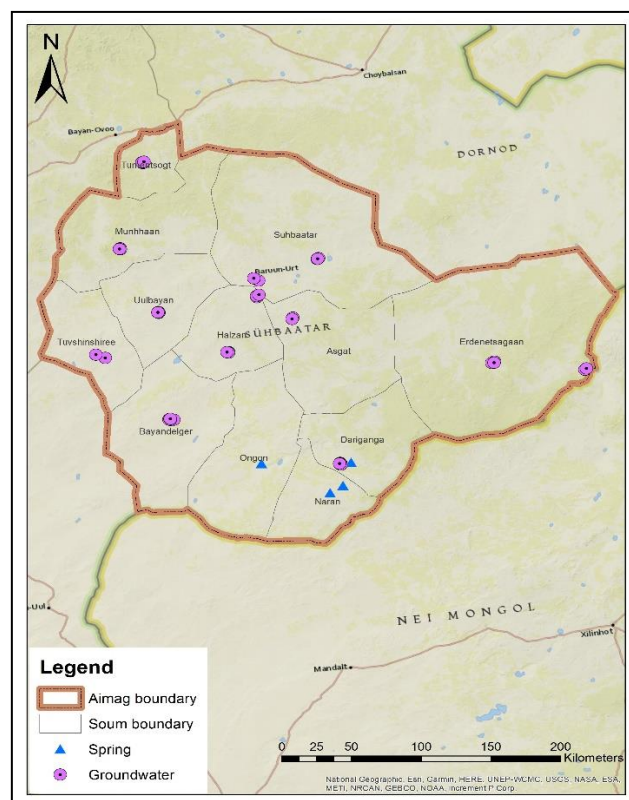 N
Choybalsan
Bayan-Ovoo
DORNOD
Tumentsogt
Munhhaan
Suhbaatar
Baruun-Urt
Uulbayan
SÜHBAATAR
Halzan
Tuvshinshiree
Asgat
Erdenetsagaan
Bayandelger
Dariganga
Ongon
Naran
NEI MONGOL
-Uul
Xilinhot
Mandalt
Legend
Aimag boundary
Soum boundary
Spring
Groundwater
0 25 50 100 150 200
Kilometers
National Geographic, Esri, Garmin, HERE, UNEP-WCMC, USGS, NASA, ESA,
METI, NRCAN, GEBCO, NOAA, increment P Corp.